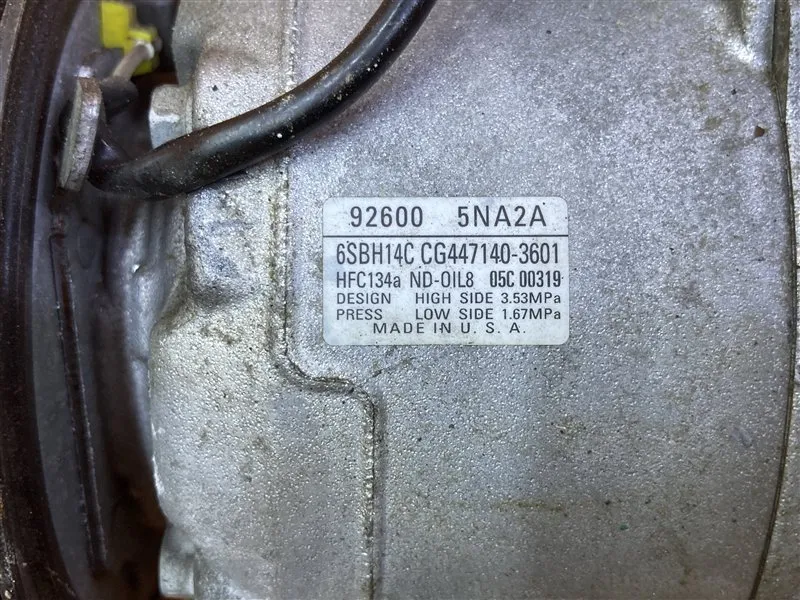 92600 5NA2A
6SBH14C CG447140-3601
HFC134a ND-OIL8 05C 00319
DESIGN HIGH SIDE 3.53MPa
PRESS LOW SIDE 1.67MPa
MADE IN U. S. A.